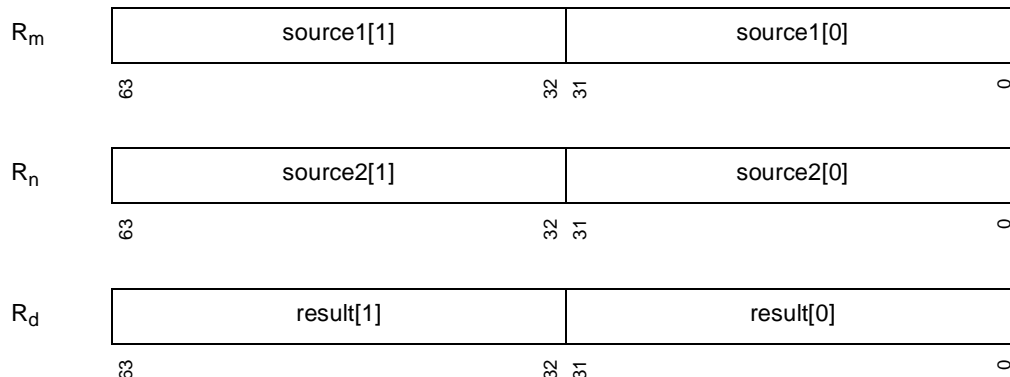 Rm source1[1] source1[0]
63 32 31 0
Rn source2[1] source2[0]
63 32 31 0
Rd result[1] result[0]
63 32 31 0